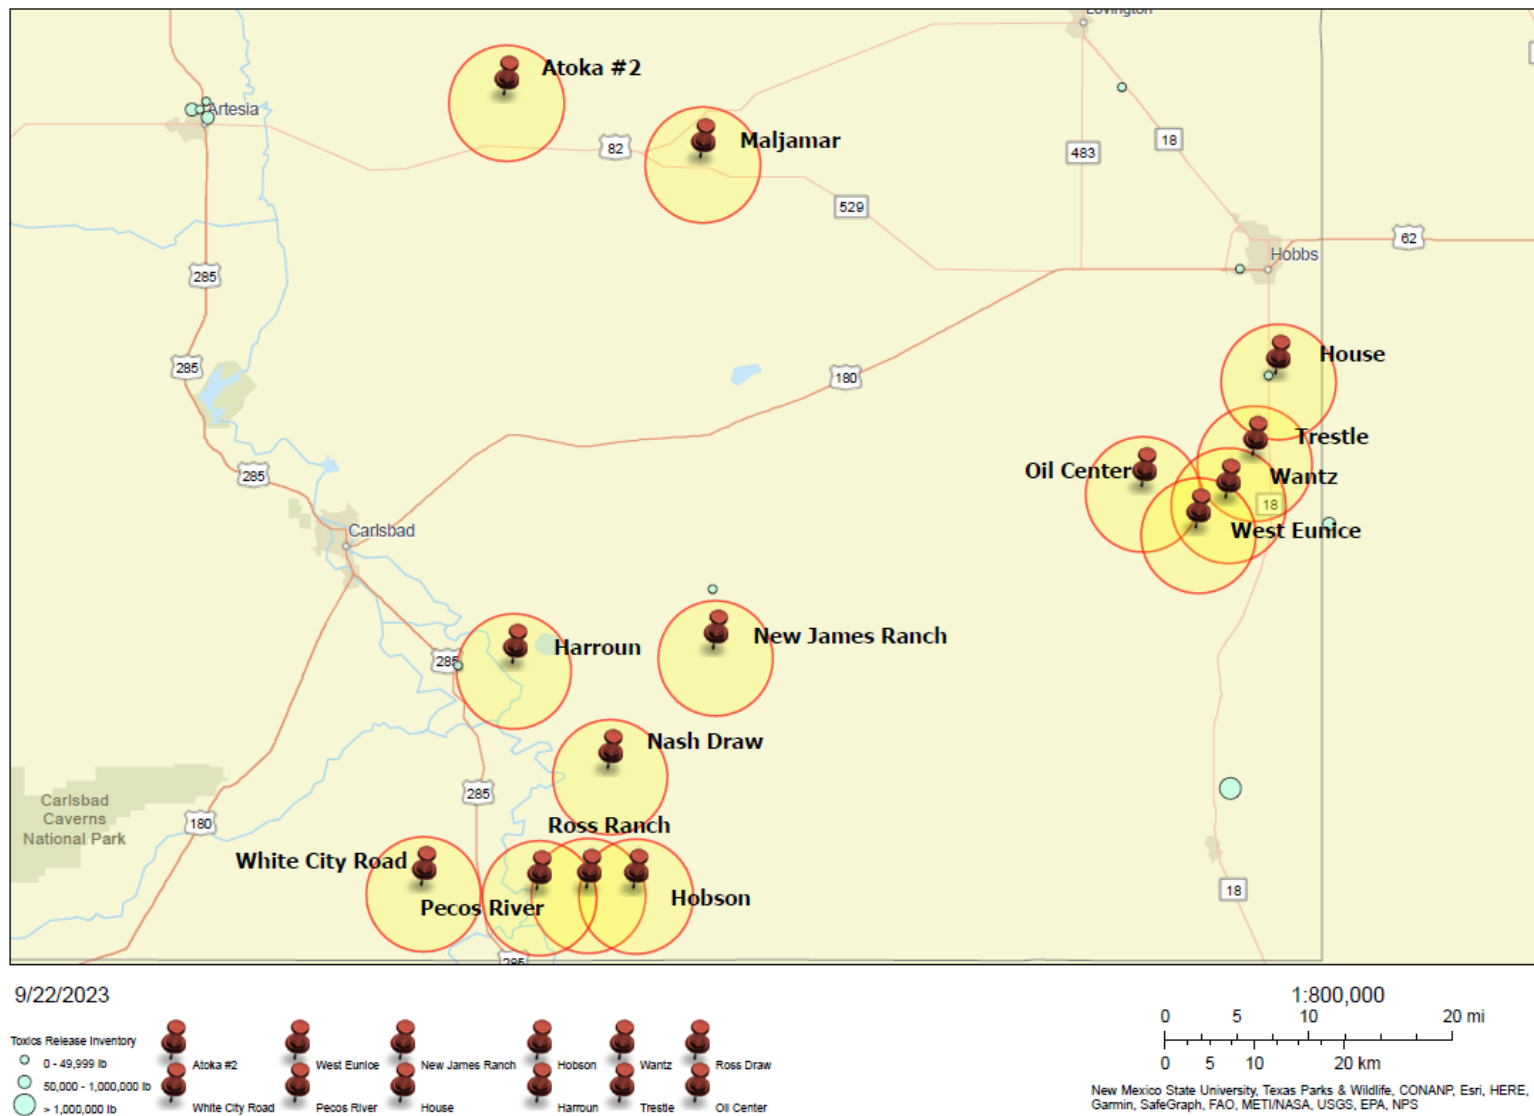 Lovington
Atoka #2
Artesia
Maljamar
82
18
483
529
62
Hobbs
285
House
285
180
Trestle
Oil Center
Wantz
285
18
West Eunice
Carlsbad
New James Ranch
Harroun
285
Nash Draw
285
Carlsbad
Caverns
National Park
180
Ross Ranch
White City Road
Hobson
Pecos River
18
285
9/22/2023
1:800,000
0 5 10 20 mi
0 5 10 20 km
Toxics Release Inventory
0 - 49,999 lb
50,000 - 1,000,000 lb
> 1,000,000 lb
Atoka #2
West Eunice
New James Ranch
Hobson
Wantz
Ross Draw
White City Road
Pecos River
House
Harroun
Trestle
Oil Center
New Mexico State University, Texas Parks & Wildlife, CONANP, Esri, HERE,
Garmin, SafeGraph, FAO, METI/NASA, USGS, EPA, NPS